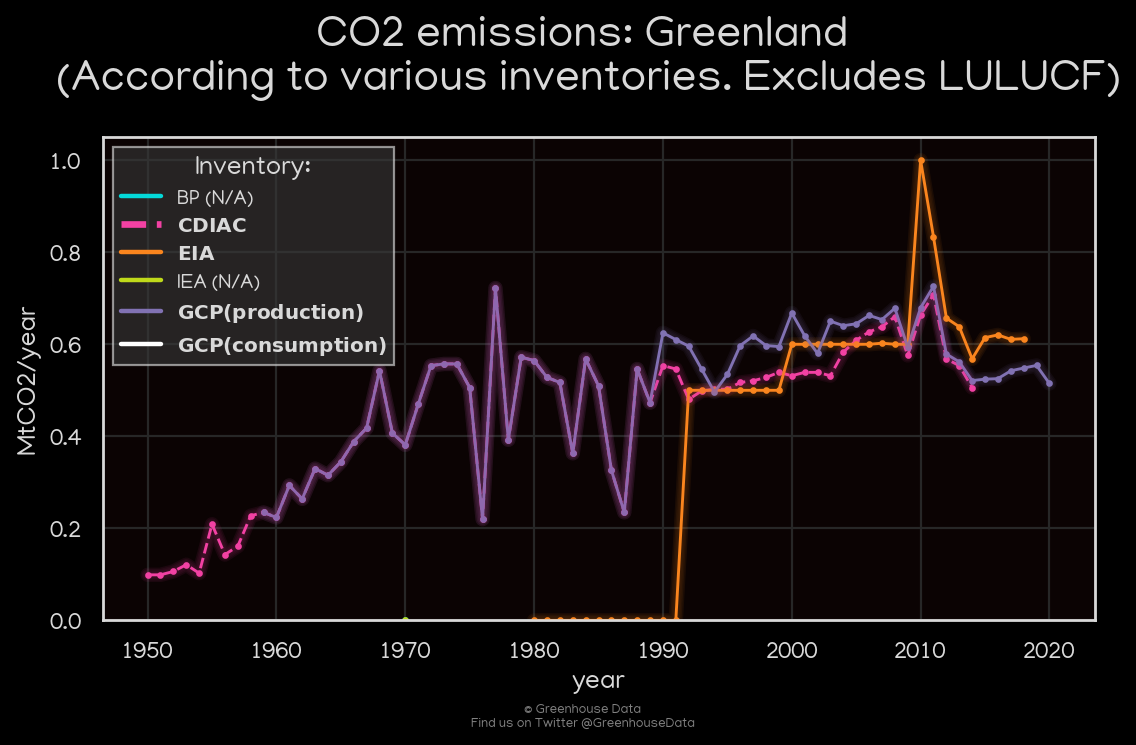 CO2 emissions: Greenland
(According to various inventories. Excludes LULUCF)
Inventory:
BP (N/A)
CDIAC
EIA
IEA (N/A)
GCP(production)
GCP(consumption)
MtCO2/year
1.0
0.8
0.6
0.4
0.2
0.0
1950 1960 1970 1980 1990 2000 2010 2020
year
© Greenhouse Data
Find us on Twitter @GreenhouseData